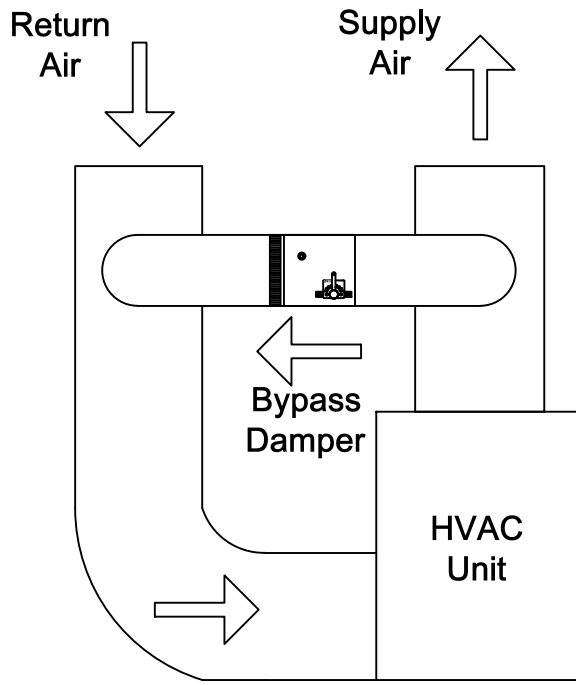 Return
Air
Supply
Air
Bypass
Damper
HVAC
Unit